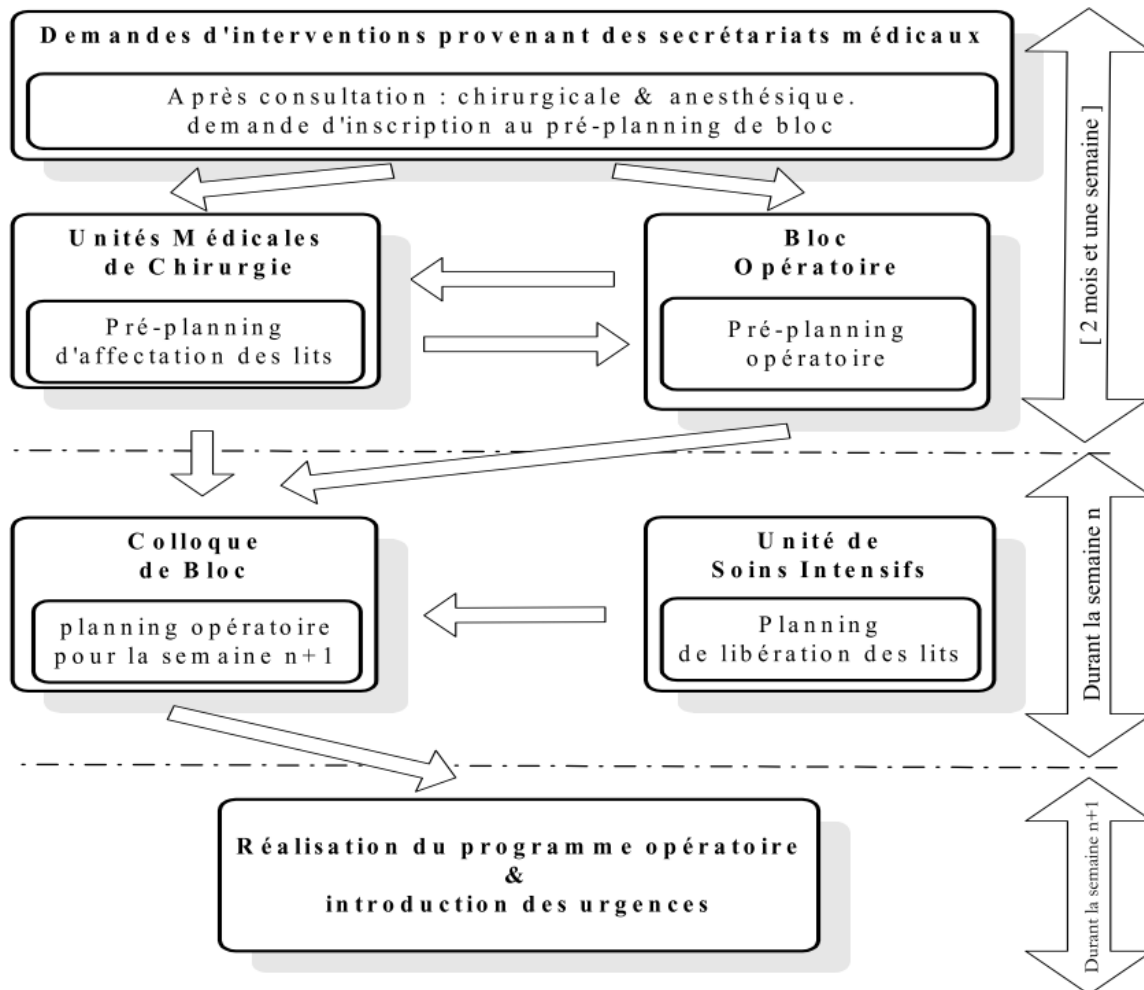 Demandes d'interventions provenant des secrétariats médicaux
Après consultation : chirurgicale & anesthésique.
demande d'inscription au pré-planning de bloc
Unités Médicales
de Chirurgie
Pré-planning
d'affectation des lits
Bloc
Opératoire
Pré-planning
opératoire
[ 2 mois et une semaine ]
Colloque
de Bloc
planning opératoire
pour la semaine n+1
Unité de
Soins Intensifs
Planning
de libération des lits
Durant la semaine n
Réalisation du programme opératoire
&
introduction des urgences
Durant la semaine n+1